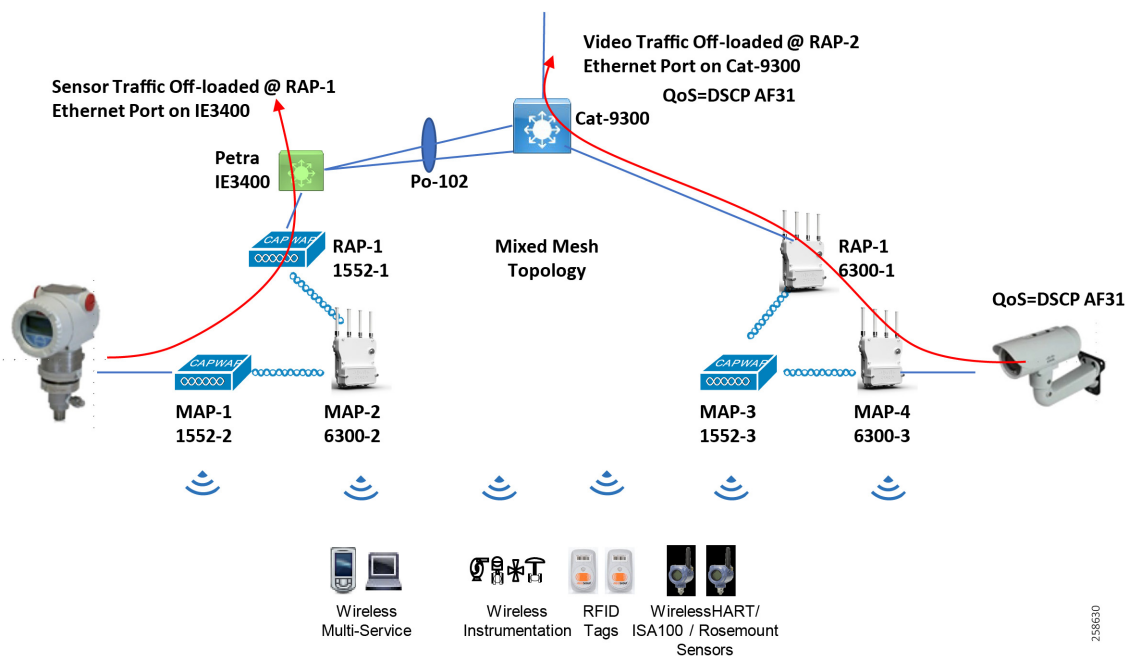 Video Traffic Off-loaded @ RAP-2
Ethernet Port on Cat-9300
QoS=DSCP AF31
Sensor Traffic Off-loaded @ RAP-1
Ethernet Port on IE3400
Cat-9300
Petra
IE3400
Po-102
CAPWAP
RAP-1
1552-1
Mixed Mesh
Topology
RAP-1
6300-1
QoS=DSCP AF31
CAPWAP
CAPWAP
MAP-1
1552-2
MAP-2
6300-2
MAP-3
1552-3
MAP-4
6300-3
Wireless
Multi-Service
Wireless
Instrumentation
RFID
Tags
WirelessHART/
ISA100 / Rosemount
Sensors
258630